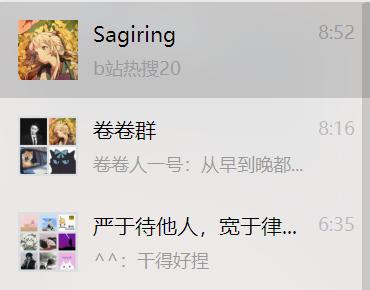 Sagiring 8:52
b站热搜20
卷卷群 8:16
卷卷人一号：从早到晚都...
严于待他人，宽于律... 6:35
^^：干得好捏